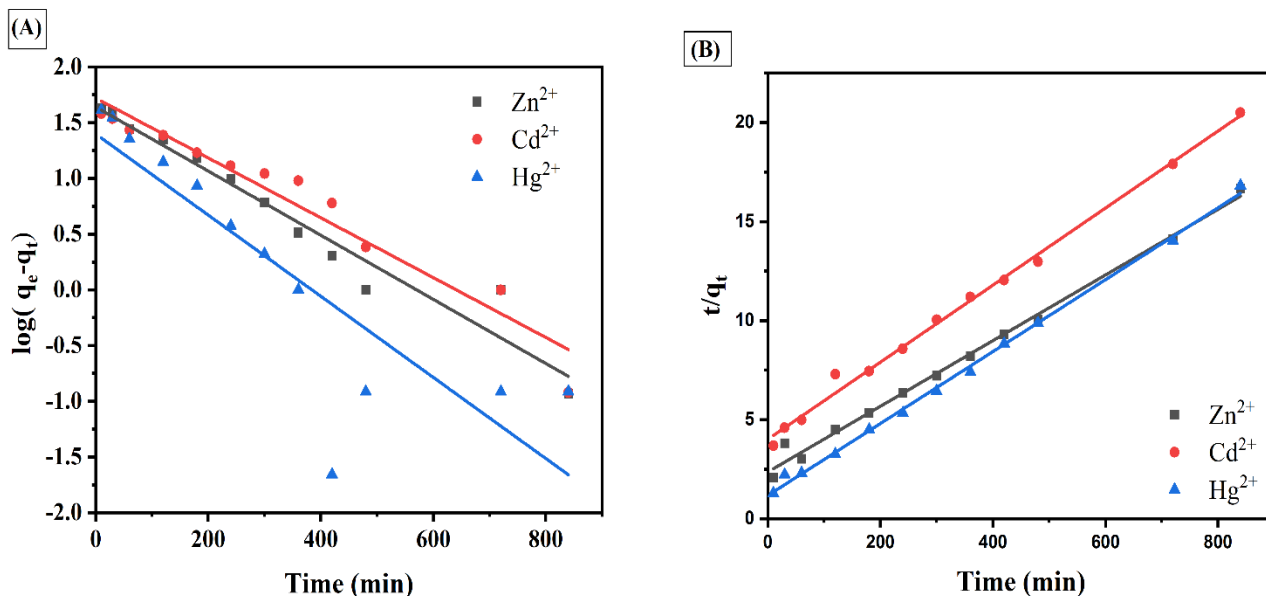 (A)
2.0
1.5
1.0
0.5
0.0
-0.5
-1.0
-1.5
-2.0
log( qₑ-qₜ)
Zn²⁺
Cd²⁺
Hg²⁺
0 200 400 600 800
Time (min)
(B)
20
15
10
5
0
t/qₜ
Zn²⁺
Cd²⁺
Hg²⁺
0 200 400 600 800
Time (min)